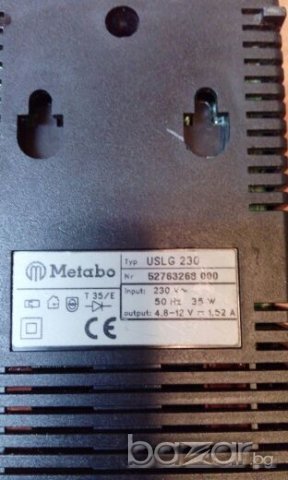 Metabo
Typ USLG 230
Nr 52763268 000
T 35/E
input: 230 V~
50 Hz 35 W
output: 4,8-12 V 1,52 A
CE
bazar.bg